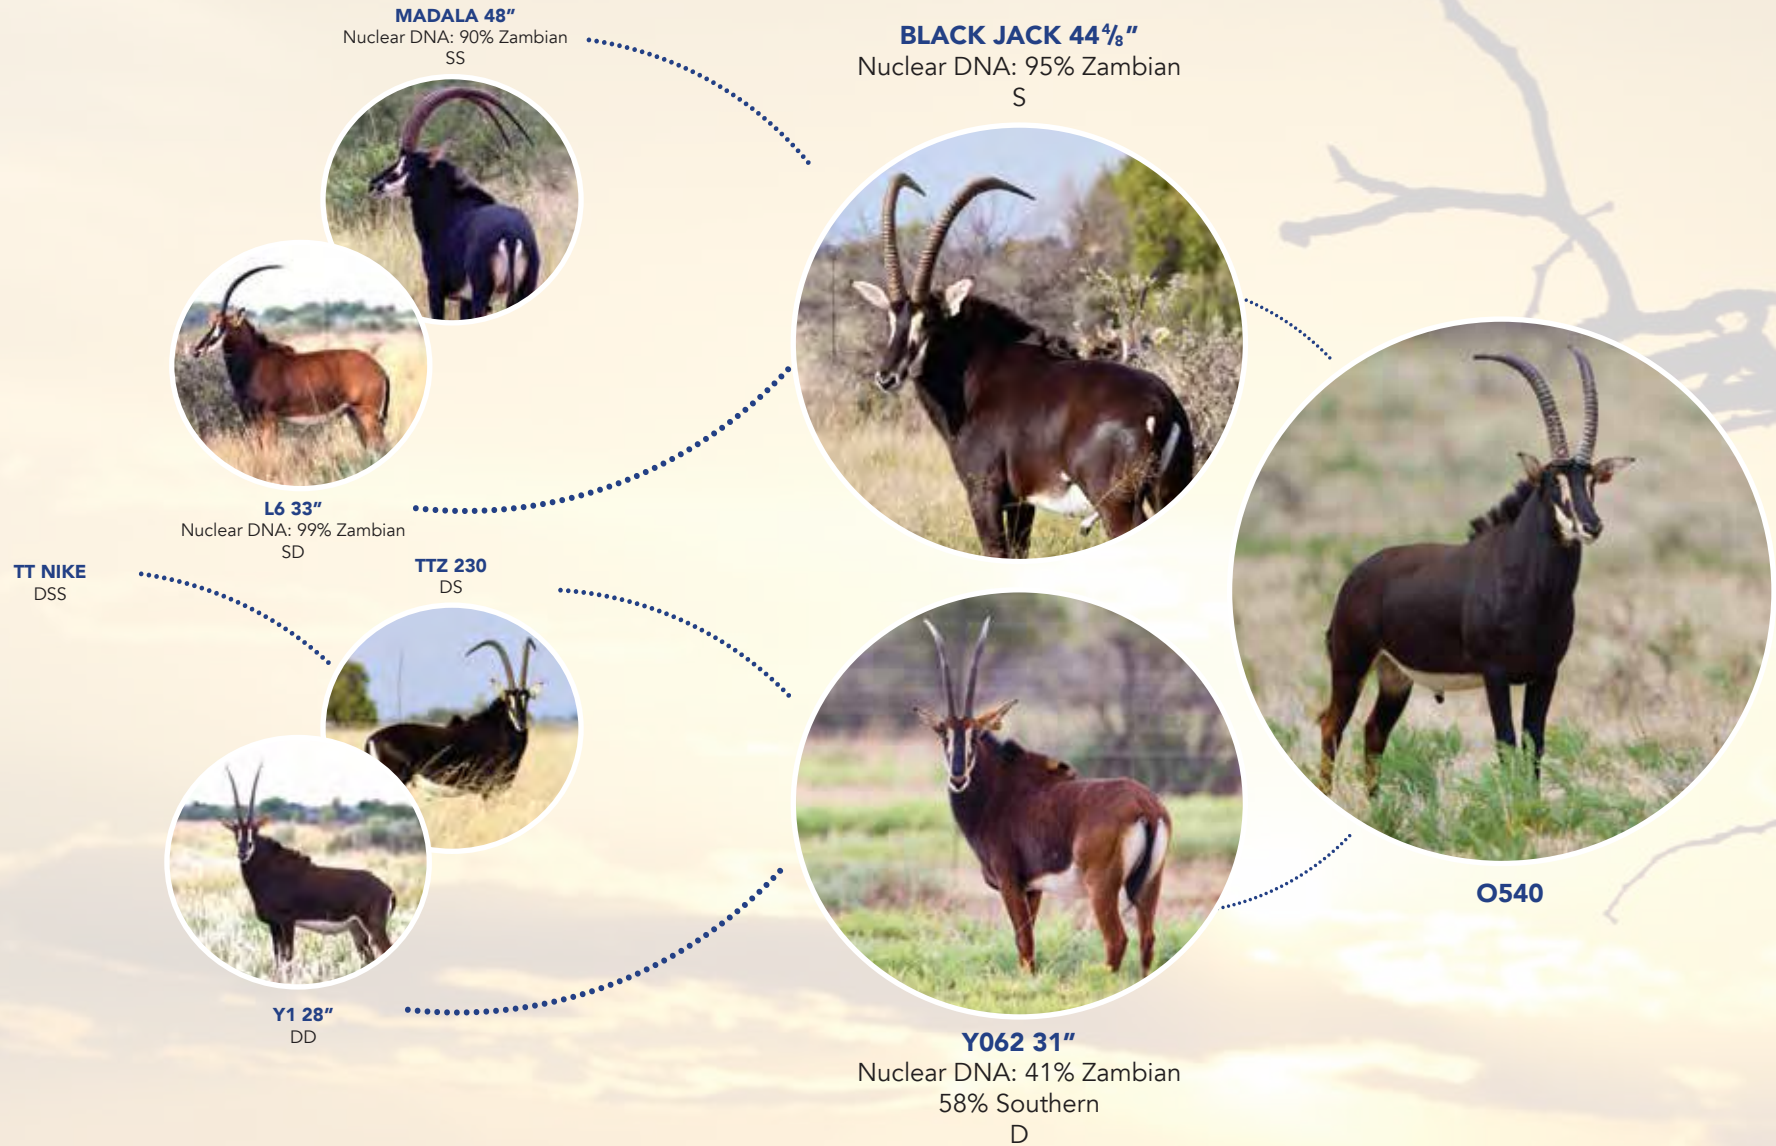 MADALA 48"
Nuclear DNA: 90% Zambian
SS
BLACK JACK 44 4/8"
Nuclear DNA: 95% Zambian
S
L6 33"
Nuclear DNA: 99% Zambian
SD
TT NIKE
DSS
TTZ 230
DS
O540
Y1 28"
DD
Y062 31"
Nuclear DNA: 41% Zambian
58% Southern
D